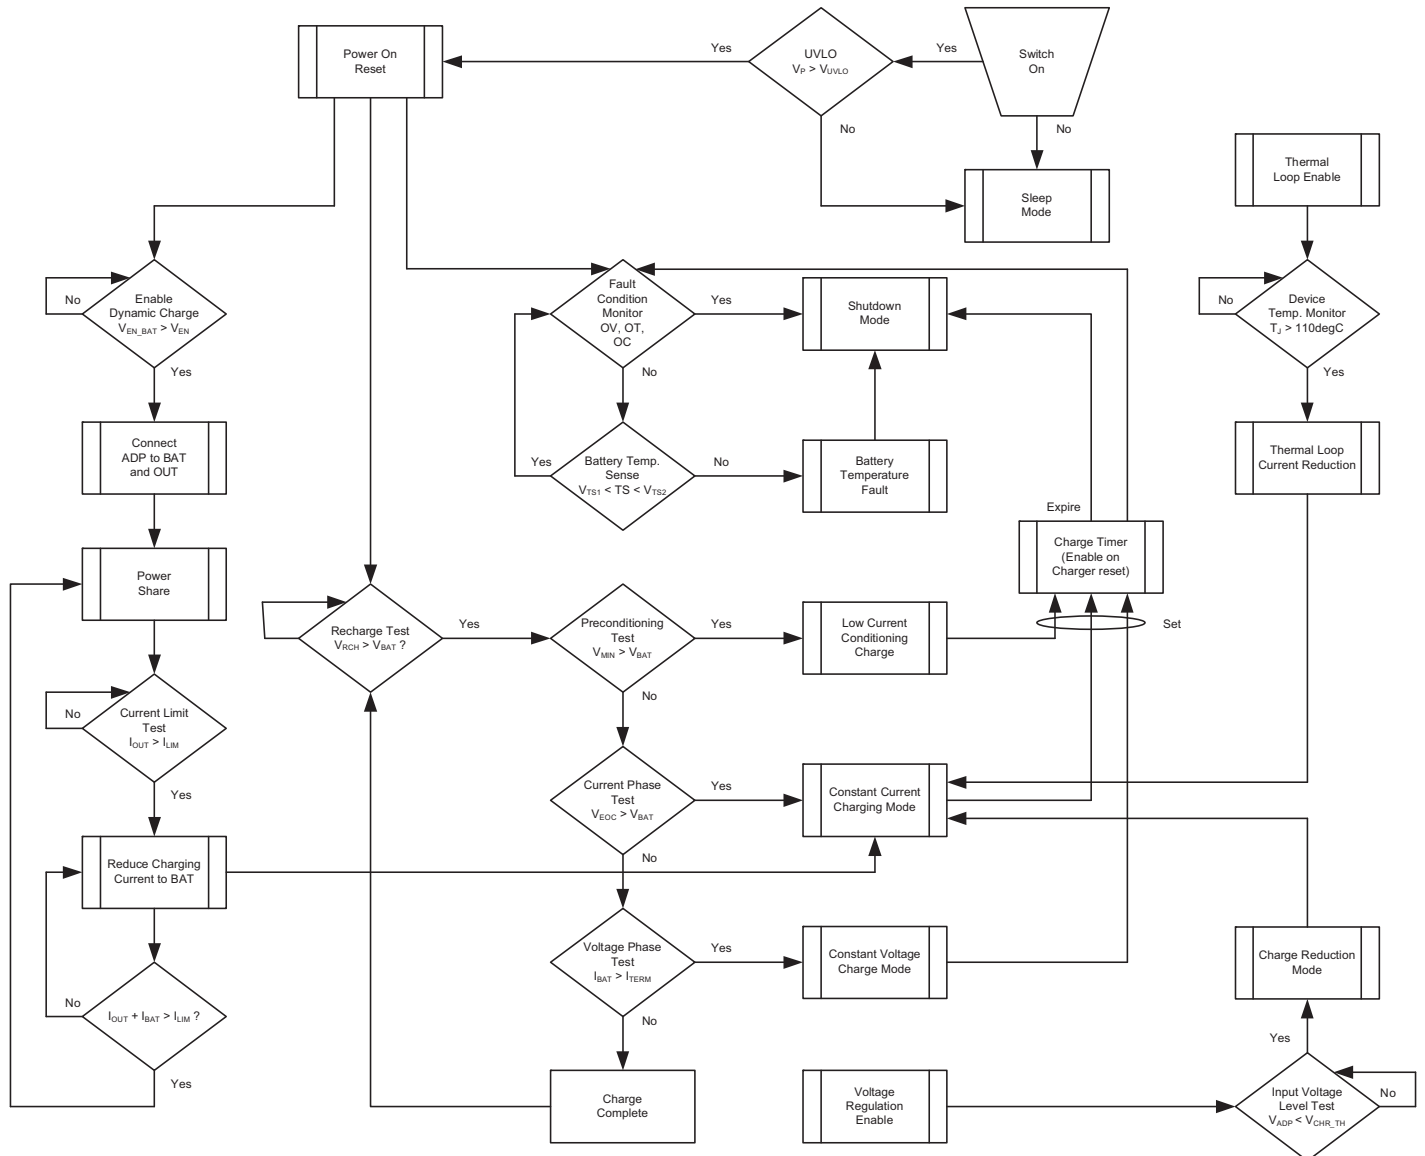 Power On
Reset
Yes
UVLO
V_P > V_UVLO
Yes
Switch
On
No
No
Sleep
Mode
Thermal
Loop Enable
No
Enable
Dynamic Charge
V_EN_BAT > V_EN
Yes
Fault
Condition
Monitor
OV, OT,
OC
Yes
Shutdown
Mode
No
No
Device
Temp. Monitor
T_J > 110degC
Yes
Connect
ADP to BAT
and OUT
Yes
Battery Temp.
Sense
V_TS1 < TS < V_TS2
No
Battery
Temperature
Fault
Thermal Loop
Current Reduction
Expire
Charge Timer
(Enable on
Charger reset)
Power
Share
Recharge Test
V_RCH > V_BAT ?
Yes
Preconditioning
Test
V_MIN > V_BAT
Yes
Low Current
Conditioning
Charge
Set
No
No
Current Limit
Test
I_OUT > I_LIM
Yes
Current Phase
Test
V_EOC > V_BAT
Yes
Constant Current
Charging Mode
No
Reduce Charging
Current to BAT
Voltage Phase
Test
I_BAT > I_TERM
Yes
Constant Voltage
Charge Mode
Charge Reduction
Mode
No
I_OUT + I_BAT > I_LIM ?
Yes
No
Yes
Charge
Complete
Voltage
Regulation
Enable
Input Voltage
Level Test
V_ADP < V_CHR_TH
No